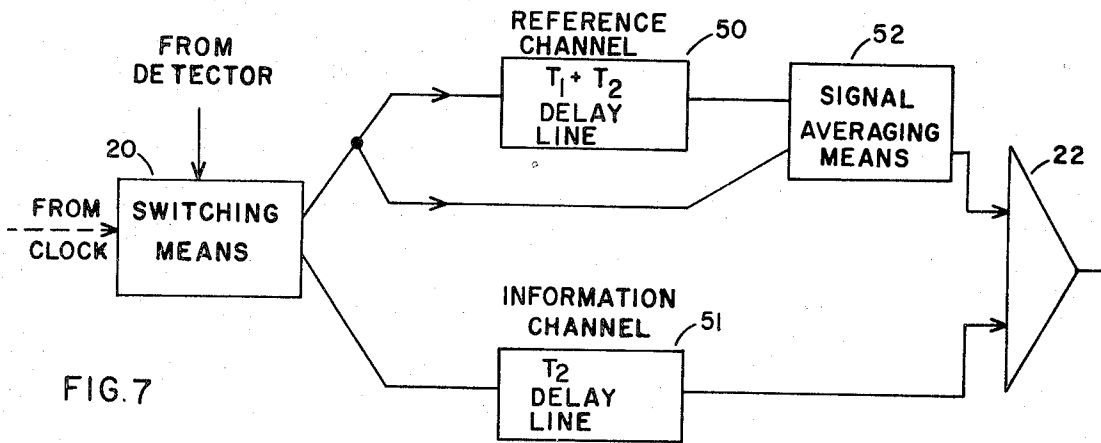 FROM
DETECTOR
20
FROM
CLOCK
SWITCHING
MEANS
REFERENCE
CHANNEL
50
T1 + T2
DELAY
LINE
52
SIGNAL
AVERAGING
MEANS
22
INFORMATION
CHANNEL
51
T2
DELAY
LINE
FIG.7